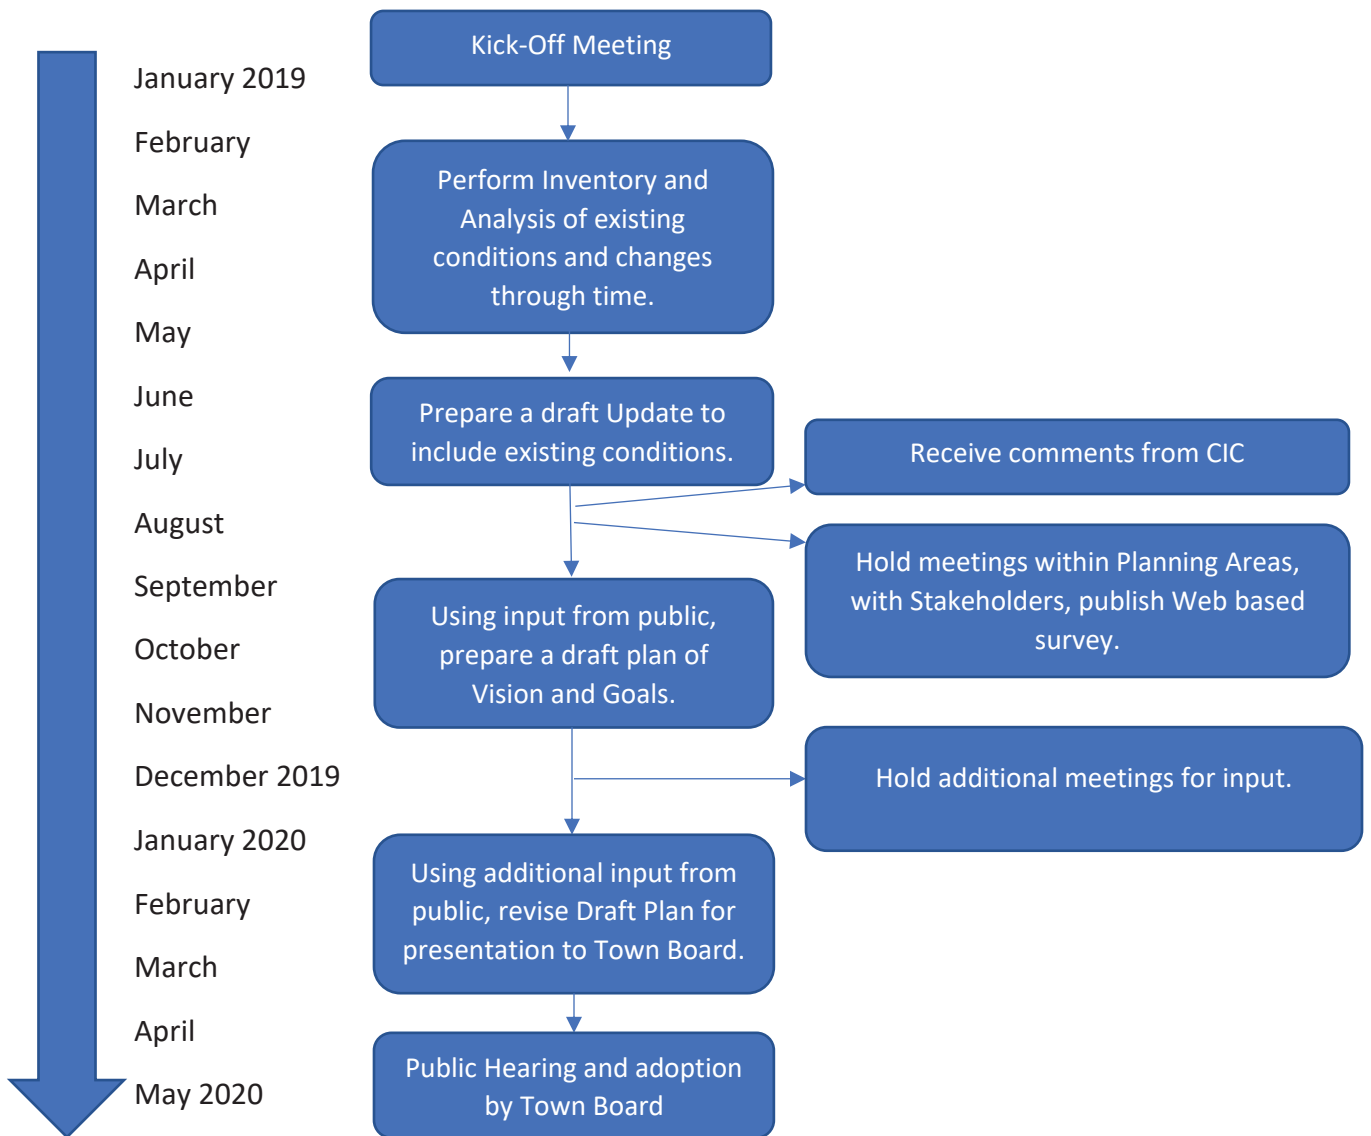 January 2019
February
March
April
May
June
July
August
September
October
November
December 2019
January 2020
February
March
April
May 2020
Kick-Off Meeting
Perform Inventory and
Analysis of existing
conditions and changes
through time.
Prepare a draft Update to
include existing conditions.
Receive comments from CIC
Hold meetings within Planning Areas,
with Stakeholders, publish Web based
survey.
Using input from public,
prepare a draft plan of
Vision and Goals.
Hold additional meetings for input.
Using additional input from
public, revise Draft Plan for
presentation to Town Board.
Public Hearing and adoption
by Town Board